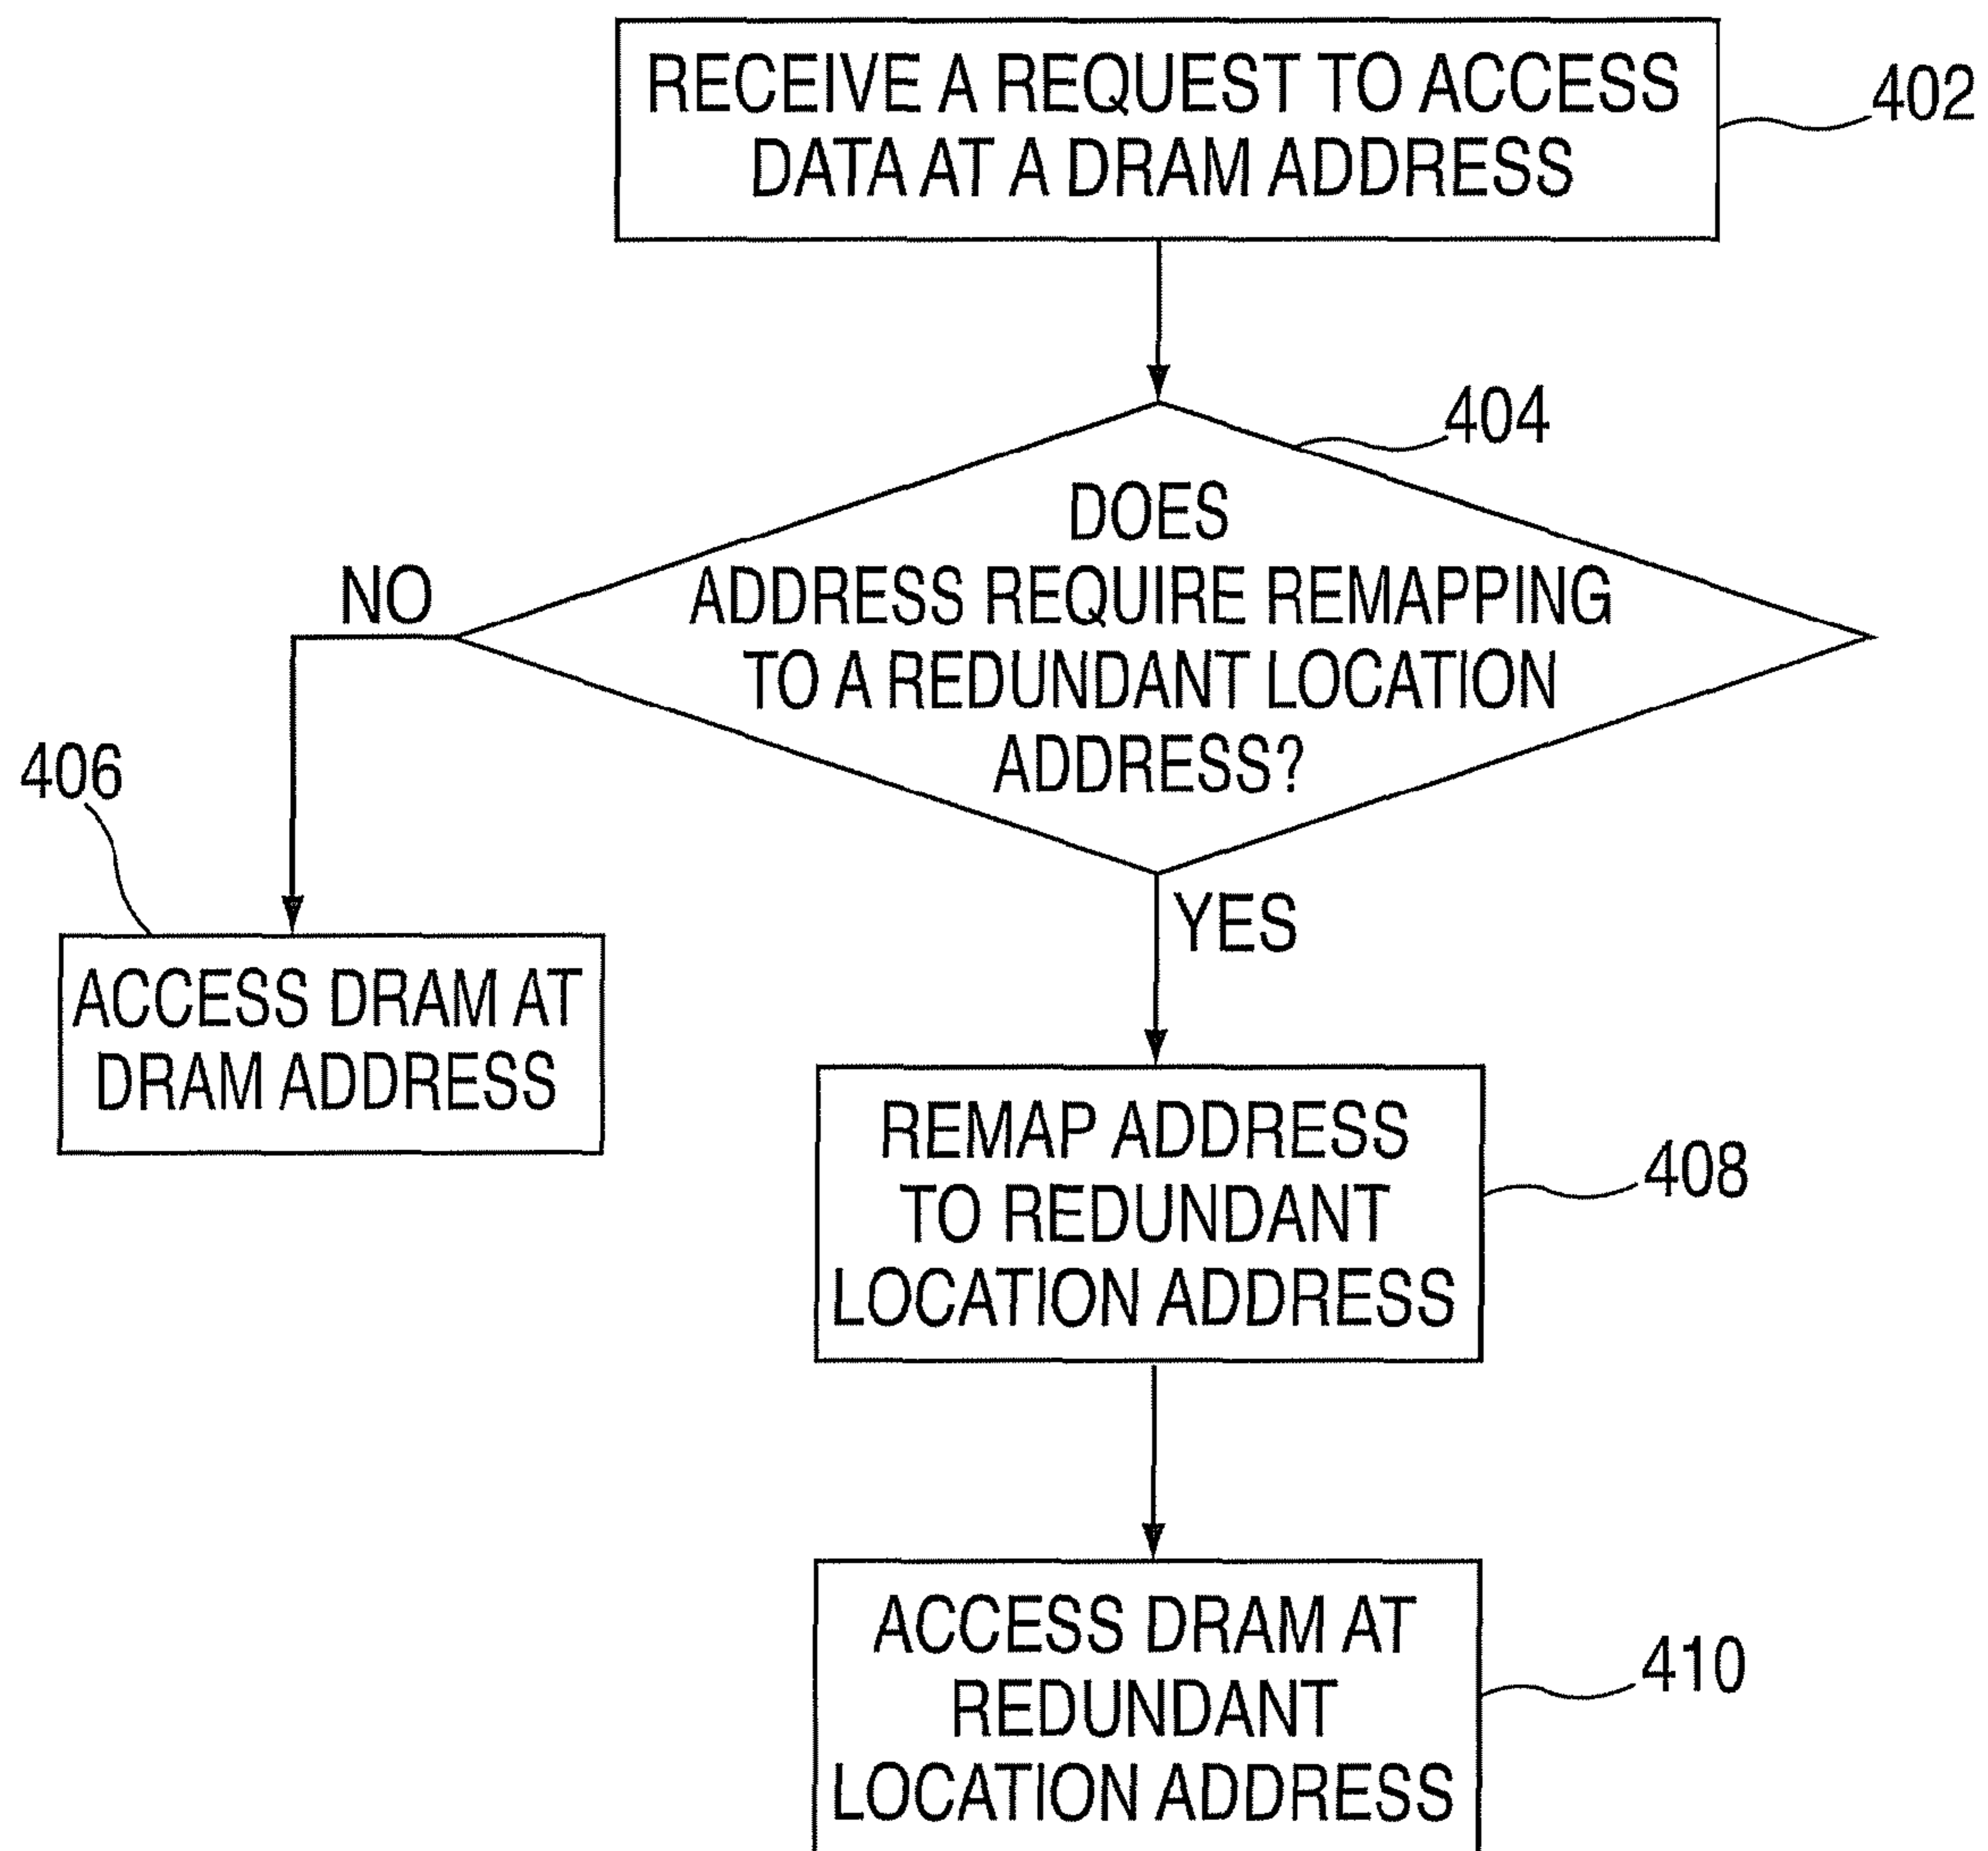 RECEIVE A REQUEST TO ACCESS
DATA AT A DRAM ADDRESS
402
404
DOES
ADDRESS REQUIRE REMAPPING
TO A REDUNDANT LOCATION
ADDRESS?
NO
406
YES
ACCESS DRAM AT
DRAM ADDRESS
REMAP ADDRESS
TO REDUNDANT
LOCATION ADDRESS
408
ACCESS DRAM AT
REDUNDANT
LOCATION ADDRESS
410